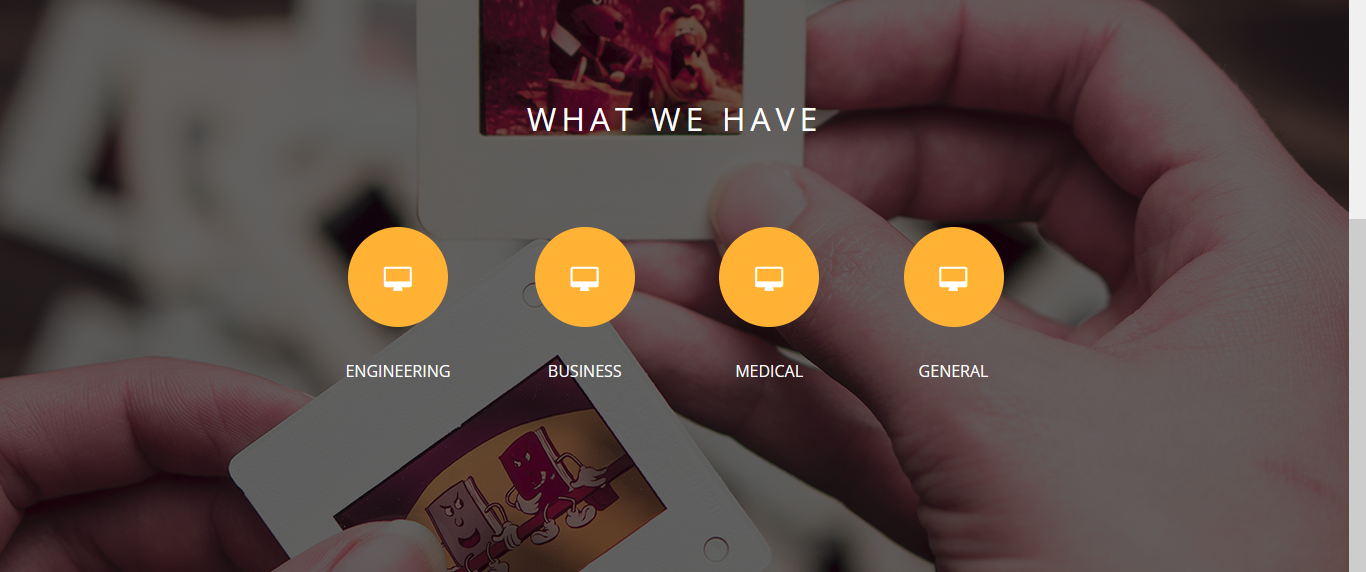 WHAT WE HAVE
ENGINEERING
BUSINESS
MEDICAL
GENERAL